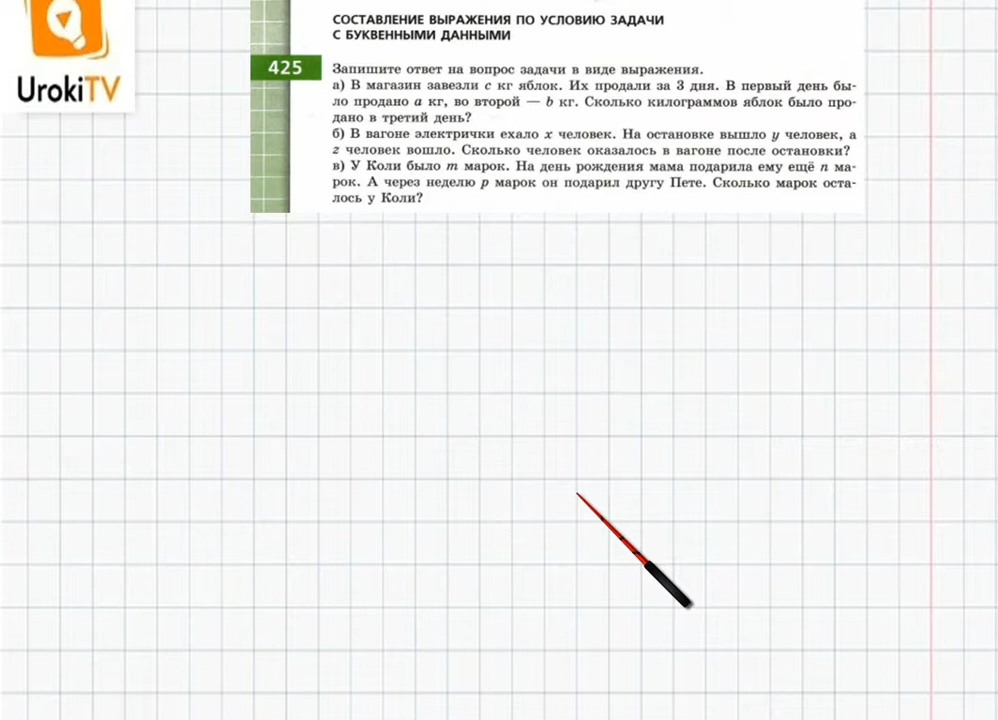 UrokiTV
СОСТАВЛЕНИЕ ВЫРАЖЕНИЯ ПО УСЛОВИЮ ЗАДАЧИ
С БУКВЕННЫМИ ДАННЫМИ
425
Запишите ответ на вопрос задачи в виде выражения.
а) В магазин завезли c кг яблок. Их продали за 3 дня. В первый день бы-
ло продано a кг, во второй — b кг. Сколько килограммов яблок было про-
дано в третий день?
б) В вагоне электрички ехало x человек. На остановке вышло y человек, а
z человек вошло. Сколько человек оказалось в вагоне после остановки?
в) У Коли было m марок. На день рождения мама подарила ему ещё n ма-
рок. А через неделю p марок он подарил другу Пете. Сколько марок оста-
лось у Коли?